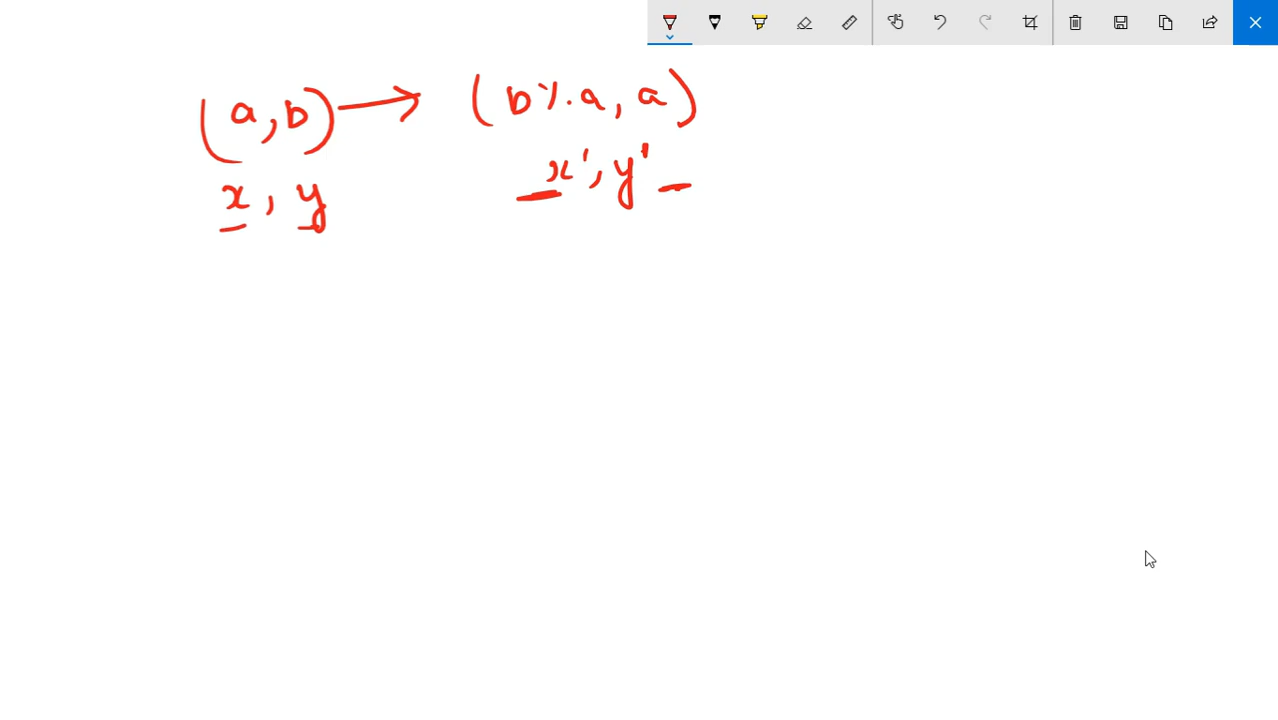 (a,b) → (b%a, a)
x, y x', y'